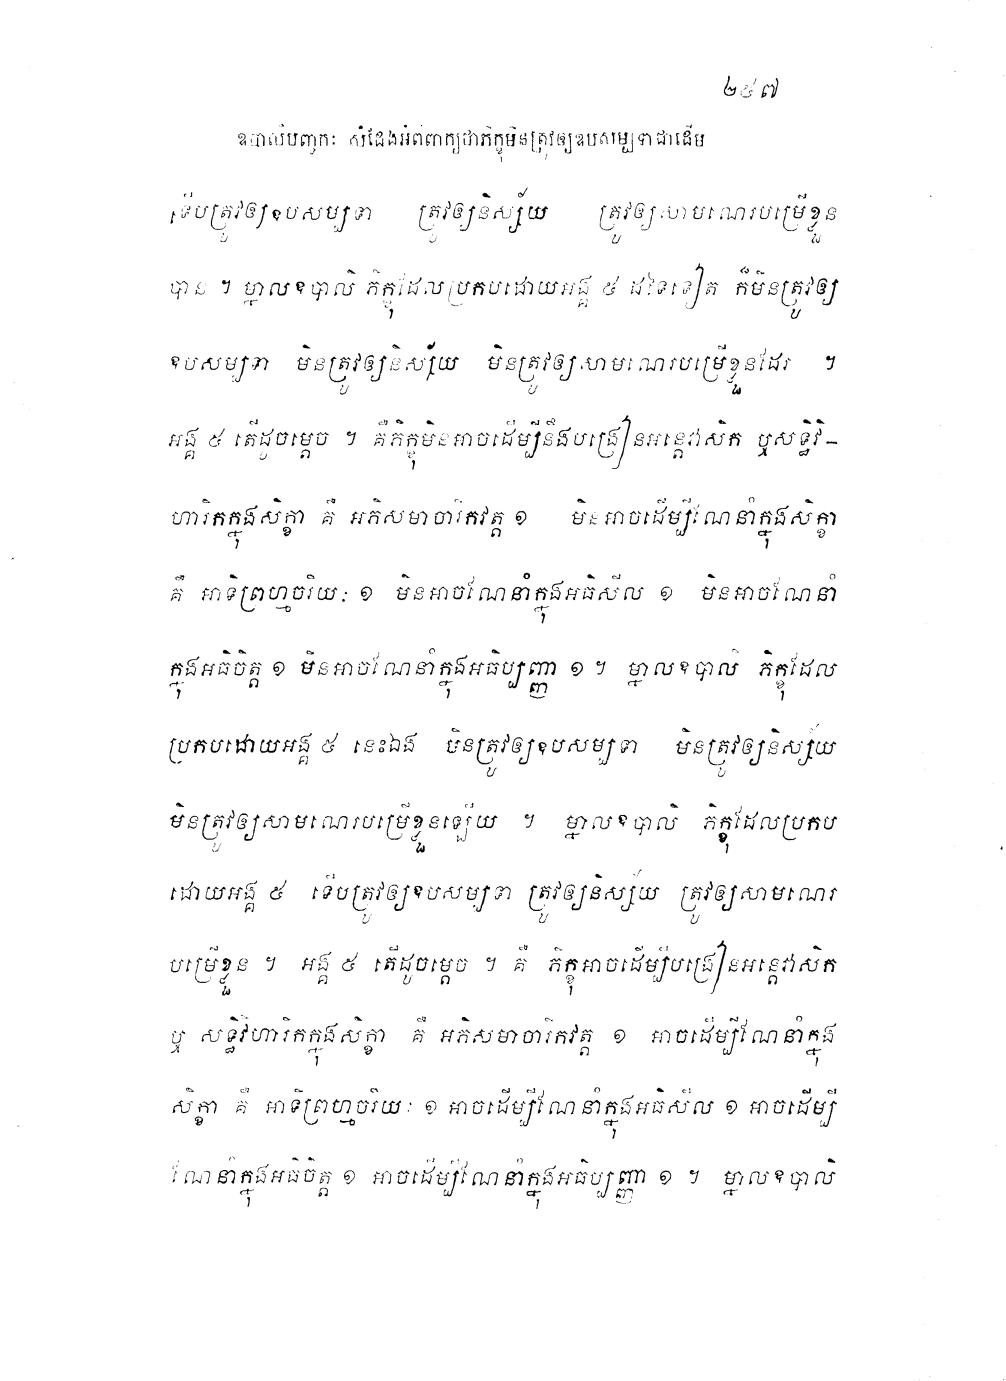 ២៤៧
ឧបាលិបញ្ចកៈ សំដែងអំពីពាក្យថាភិក្ខុមិនត្រូវឲ្យឧបសម្បទាជាដើម
ទើបត្រូវឲ្យឧបសម្បទា ត្រូវឲ្យនិស្ស័យ ត្រូវឲ្យសាមណេរបម្រើខ្លួន
បាន ។ ម្នាលឧបាលិ ភិក្ខុដែលប្រកបដោយអង្គ ៥ ដទៃទៀត ក៏មិនត្រូវឲ្យ
ឧបសម្បទា មិនត្រូវឲ្យនិស្ស័យ មិនត្រូវឲ្យសាមណេរបម្រើខ្លួនដែរ ។
អង្គ ៥ តើដូចម្តេច ។ គឺភិក្ខុមិនអាចដើម្បីនឹងបង្រៀនអន្តេវាសិក ឬសទ្ធិវិ-
ហារិកក្នុងសិក្ខា គឺ អភិសមាចារិកវត្ត ១ មិនអាចដើម្បីណែនាំក្នុងសិក្ខា
គឺ អាទិព្រហ្មចរិយៈ ១ មិនអាចណែនាំក្នុងអធិសីល ១ មិនអាចណែនាំ
ក្នុងអធិចិត្ត ១ មិនអាចណែនាំក្នុងអធិប្បញ្ញា ១ ។ ម្នាលឧបាលិ ភិក្ខុដែល
ប្រកបដោយអង្គ ៥ នេះឯង មិនត្រូវឲ្យឧបសម្បទា មិនត្រូវឲ្យនិស្ស័យ
មិនត្រូវឲ្យសាមណេរបម្រើខ្លួនឡើយ ។ ម្នាលឧបាលិ ភិក្ខុដែលប្រកប
ដោយអង្គ ៥ ទើបត្រូវឲ្យឧបសម្បទា ត្រូវឲ្យនិស្ស័យ ត្រូវឲ្យសាមណេរ
បម្រើខ្លួន ។ អង្គ ៥ តើដូចម្តេច ។ គឺ ភិក្ខុអាចដើម្បីបង្រៀនអន្តេវាសិក
ឬ សទ្ធិវិហារិកក្នុងសិក្ខា គឺ អភិសមាចារិកវត្ត ១ អាចដើម្បីណែនាំក្នុង
សិក្ខា គឺ អាទិព្រហ្មចរិយៈ ១ អាចដើម្បីណែនាំក្នុងអធិសីល ១ អាចដើម្បី
ណែនាំក្នុងអធិចិត្ត ១ អាចដើម្បីណែនាំក្នុងអធិប្បញ្ញា ១ ។ ម្នាលឧបាលិ